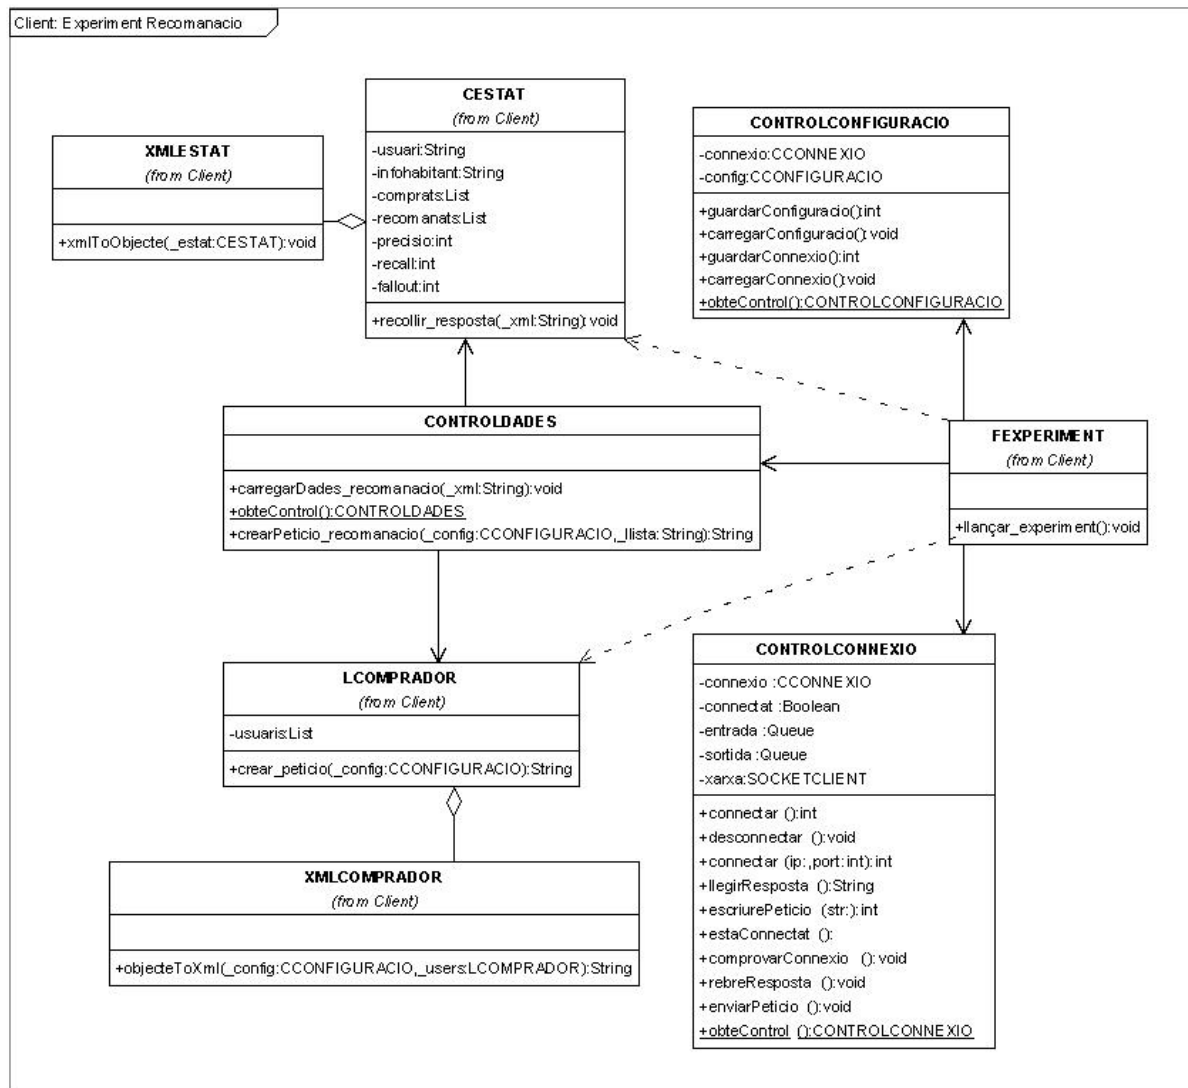 Client: Experiment Recomanacio
CESTAT
(from Client)
-usuari:String
-infohabitant:String
-comprats:List
-recomanats:List
-precisio:int
-recall:int
-fallout:int
+recollir_resposta(_xml:String):void
XMLESTAT
(from Client)
+xmlToObjecte(_estat:CESTAT):void
CONTROLCONFIGURACIO
-connexio:CCONNEXIO
-config:CCONFIGURACIO
+guardarConfiguracio():int
+carregarConfiguracio():void
+guardarConnexio():int
+carregarConnexio():void
+obteControl():CONTROLCONFIGURACIO
CONTROLDADES
+carregarDades_recomanacio(_xml:String):void
+obteControl():CONTROLDADES
+crearPeticio_recomanacio(_config:CCONFIGURACIO,_llista:String):String
FEXPERIMENT
(from Client)
+llançar_experiment():void
LCOMPRADOR
(from Client)
-usuaris:List
+crear_peticio(_config:CCONFIGURACIO):String
XMLCOMPRADOR
(from Client)
+objecteToXml(_config:CCONFIGURACIO,_users:LCOMPRADOR):String
CONTROLCONNEXIO
-connexio :CCONNEXIO
-connectat :Boolean
-entrada :Queue
-sortida :Queue
-xarxa:SOCKETCLIENT
+connectar ():int
+desconnectar ():void
+connectar (ip:,port:int):int
+llegirResposta ():String
+escriurePeticio (str:):int
+estaConnectat ():
+comprovarConnexio ():void
+rebreResposta ():void
+enviarPeticio ():void
+obteControl ():CONTROLCONNEXIO